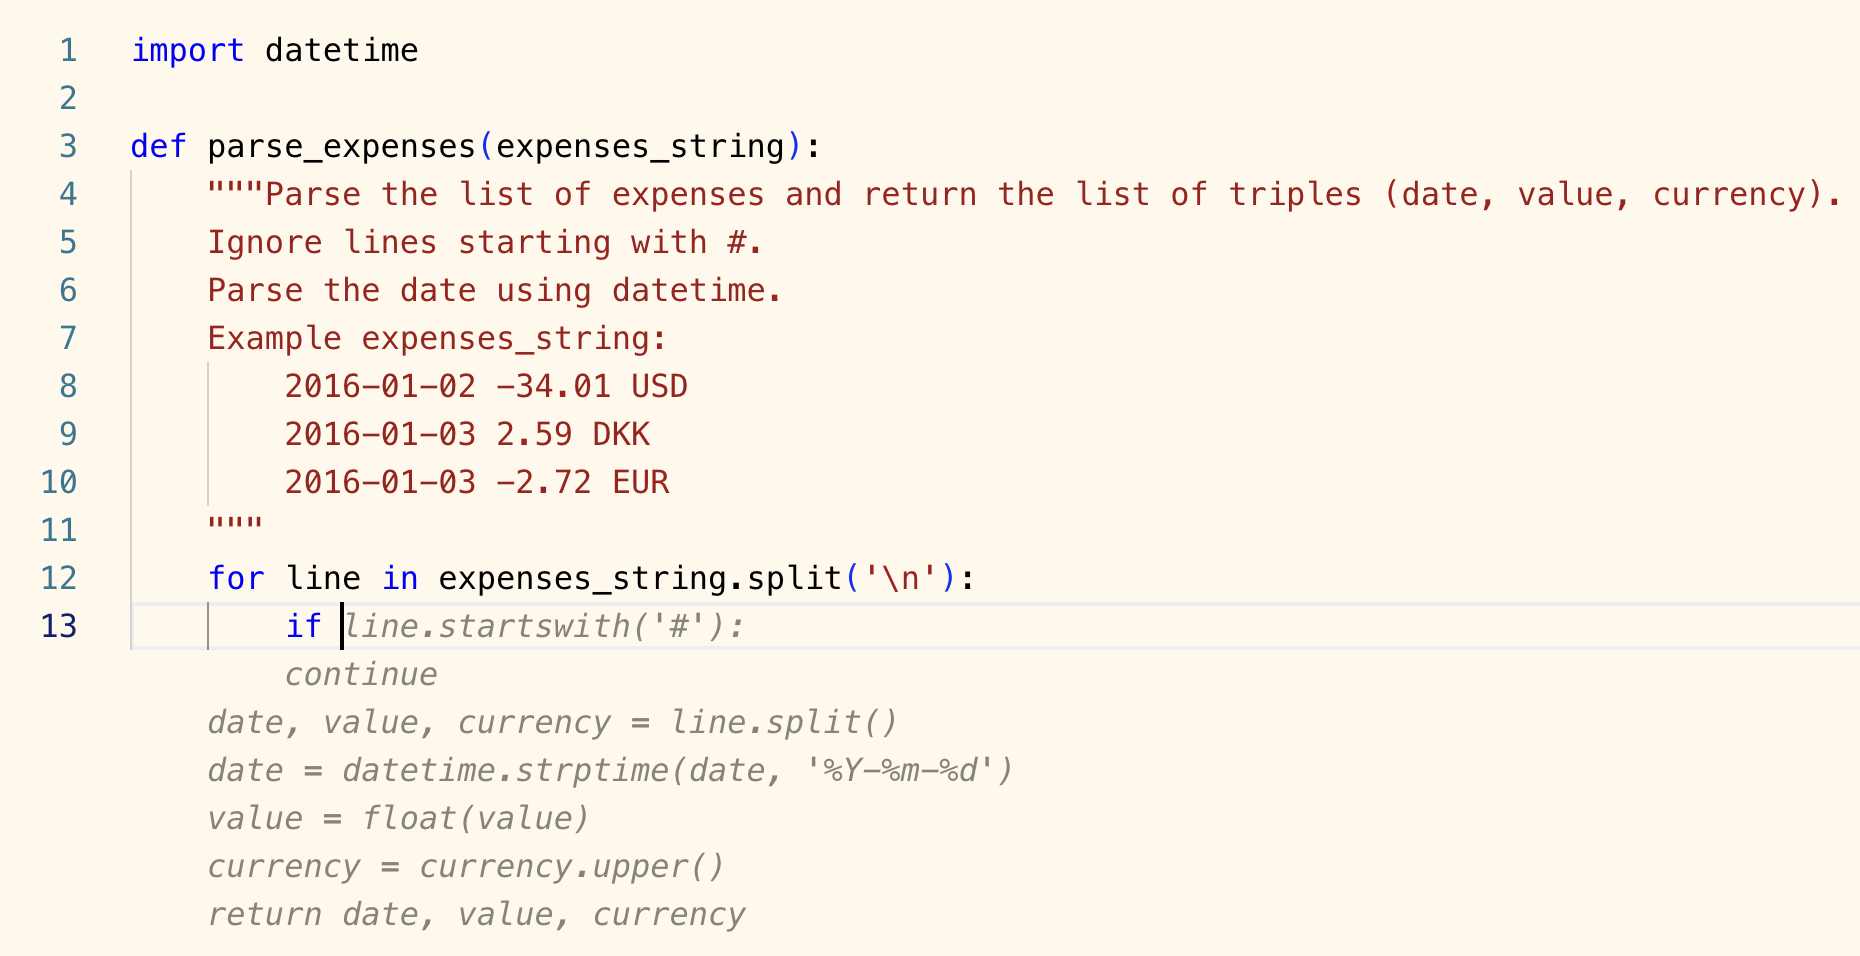 1 import datetime
2
3 def parse_expenses(expenses_string):
4 """Parse the list of expenses and return the list of triples (date, value, currency).
5 Ignore lines starting with #.
6 Parse the date using datetime.
7 Example expenses_string:
8 2016-01-02 -34.01 USD
9 2016-01-03 2.59 DKK
10 2016-01-03 -2.72 EUR
11 """
12 for line in expenses_string.split('\n'):
13 if line.startswith('#'):
continue
date, value, currency = line.split()
date = datetime.strptime(date, '%Y-%m-%d')
value = float(value)
currency = currency.upper()
return date, value, currency